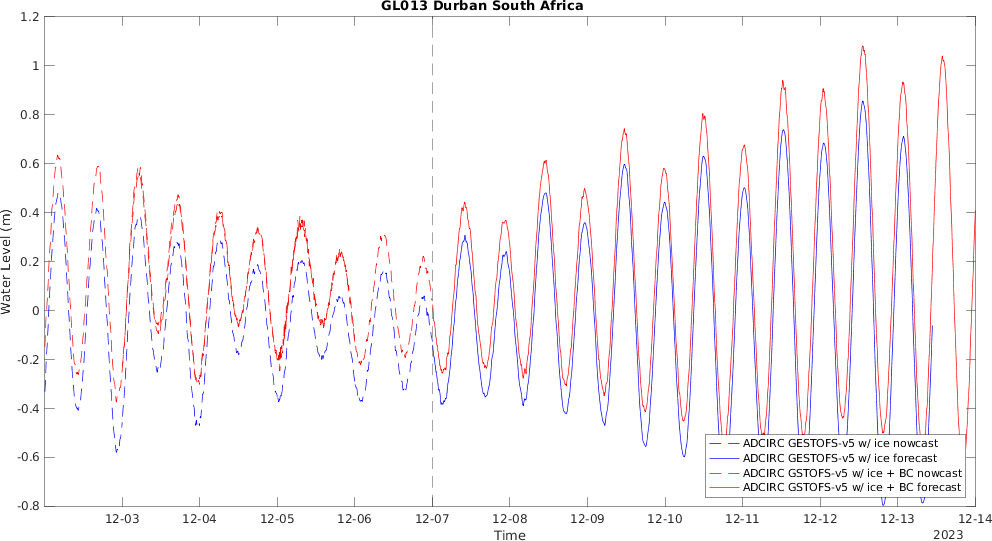 GL013 Durban South Africa
1.2
1
0.8
0.6
0.4
0.2
0
-0.2
-0.4
-0.6
-0.8
Water Level (m)
ADCIRC GESTOFS-v5 w/ ice nowcast
ADCIRC GESTOFS-v5 w/ ice forecast
ADCIRC GSTOFS-v5 w/ ice + BC nowcast
ADCIRC GSTOFS-v5 w/ ice + BC forecast
12-03 12-04 12-05 12-06 12-07 12-08 12-09 12-10 12-11 12-12 12-13 12-14
Time
2023